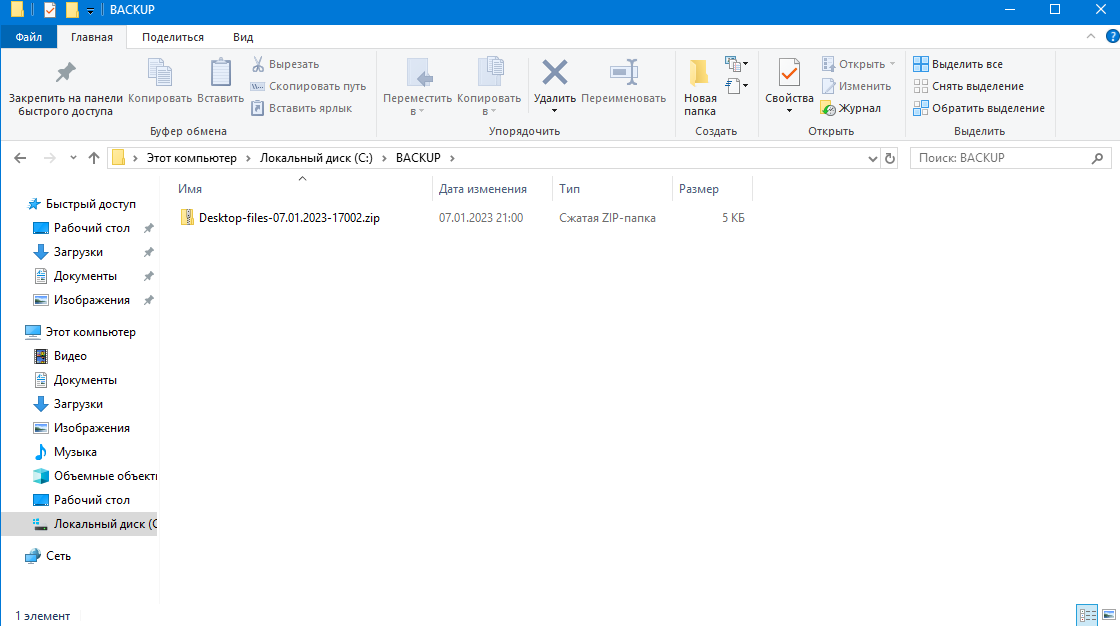 BACKUP
Файл Главная Поделиться Вид
Закрепить на панели быстрого доступа
Копировать
Вставить
Вырезать
Скопировать путь
Вставить ярлык
Буфер обмена
Переместить в
Копировать в
Удалить
Переименовать
Упорядочить
Новая папка
Создать
Свойства
Открыть
Изменить
Журнал
Открыть
Выделить все
Снять выделение
Обратить выделение
Выделить
Этот компьютер > Локальный диск (C:) > BACKUP >
Поиск: BACKUP
Имя Дата изменения Тип Размер
Desktop-files-07.01.2023-17002.zip 07.01.2023 21:00 Сжатая ZIP-папка 5 КБ
Быстрый доступ
Рабочий стол
Загрузки
Документы
Изображения
Этот компьютер
Видео
Документы
Загрузки
Изображения
Музыка
Объемные объекты
Рабочий стол
Локальный диск (C
Сеть
1 элемент